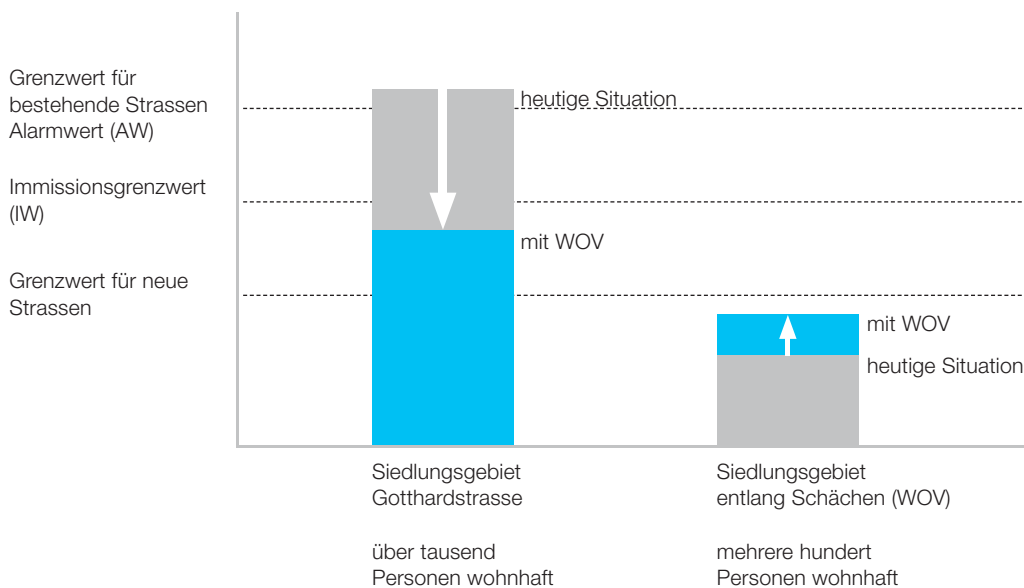 Grenzwert für
bestehende Strassen
Alarmwert (AW)
heutige Situation
Immissionsgrenzwert
(IW)
mit WOV
Grenzwert für neue
Strassen
mit WOV
heutige Situation
Siedlungsgebiet
Gotthardstrasse
über tausend
Personen wohnhaft
Siedlungsgebiet
entlang Schächen (WOV)
mehrere hundert
Personen wohnhaft